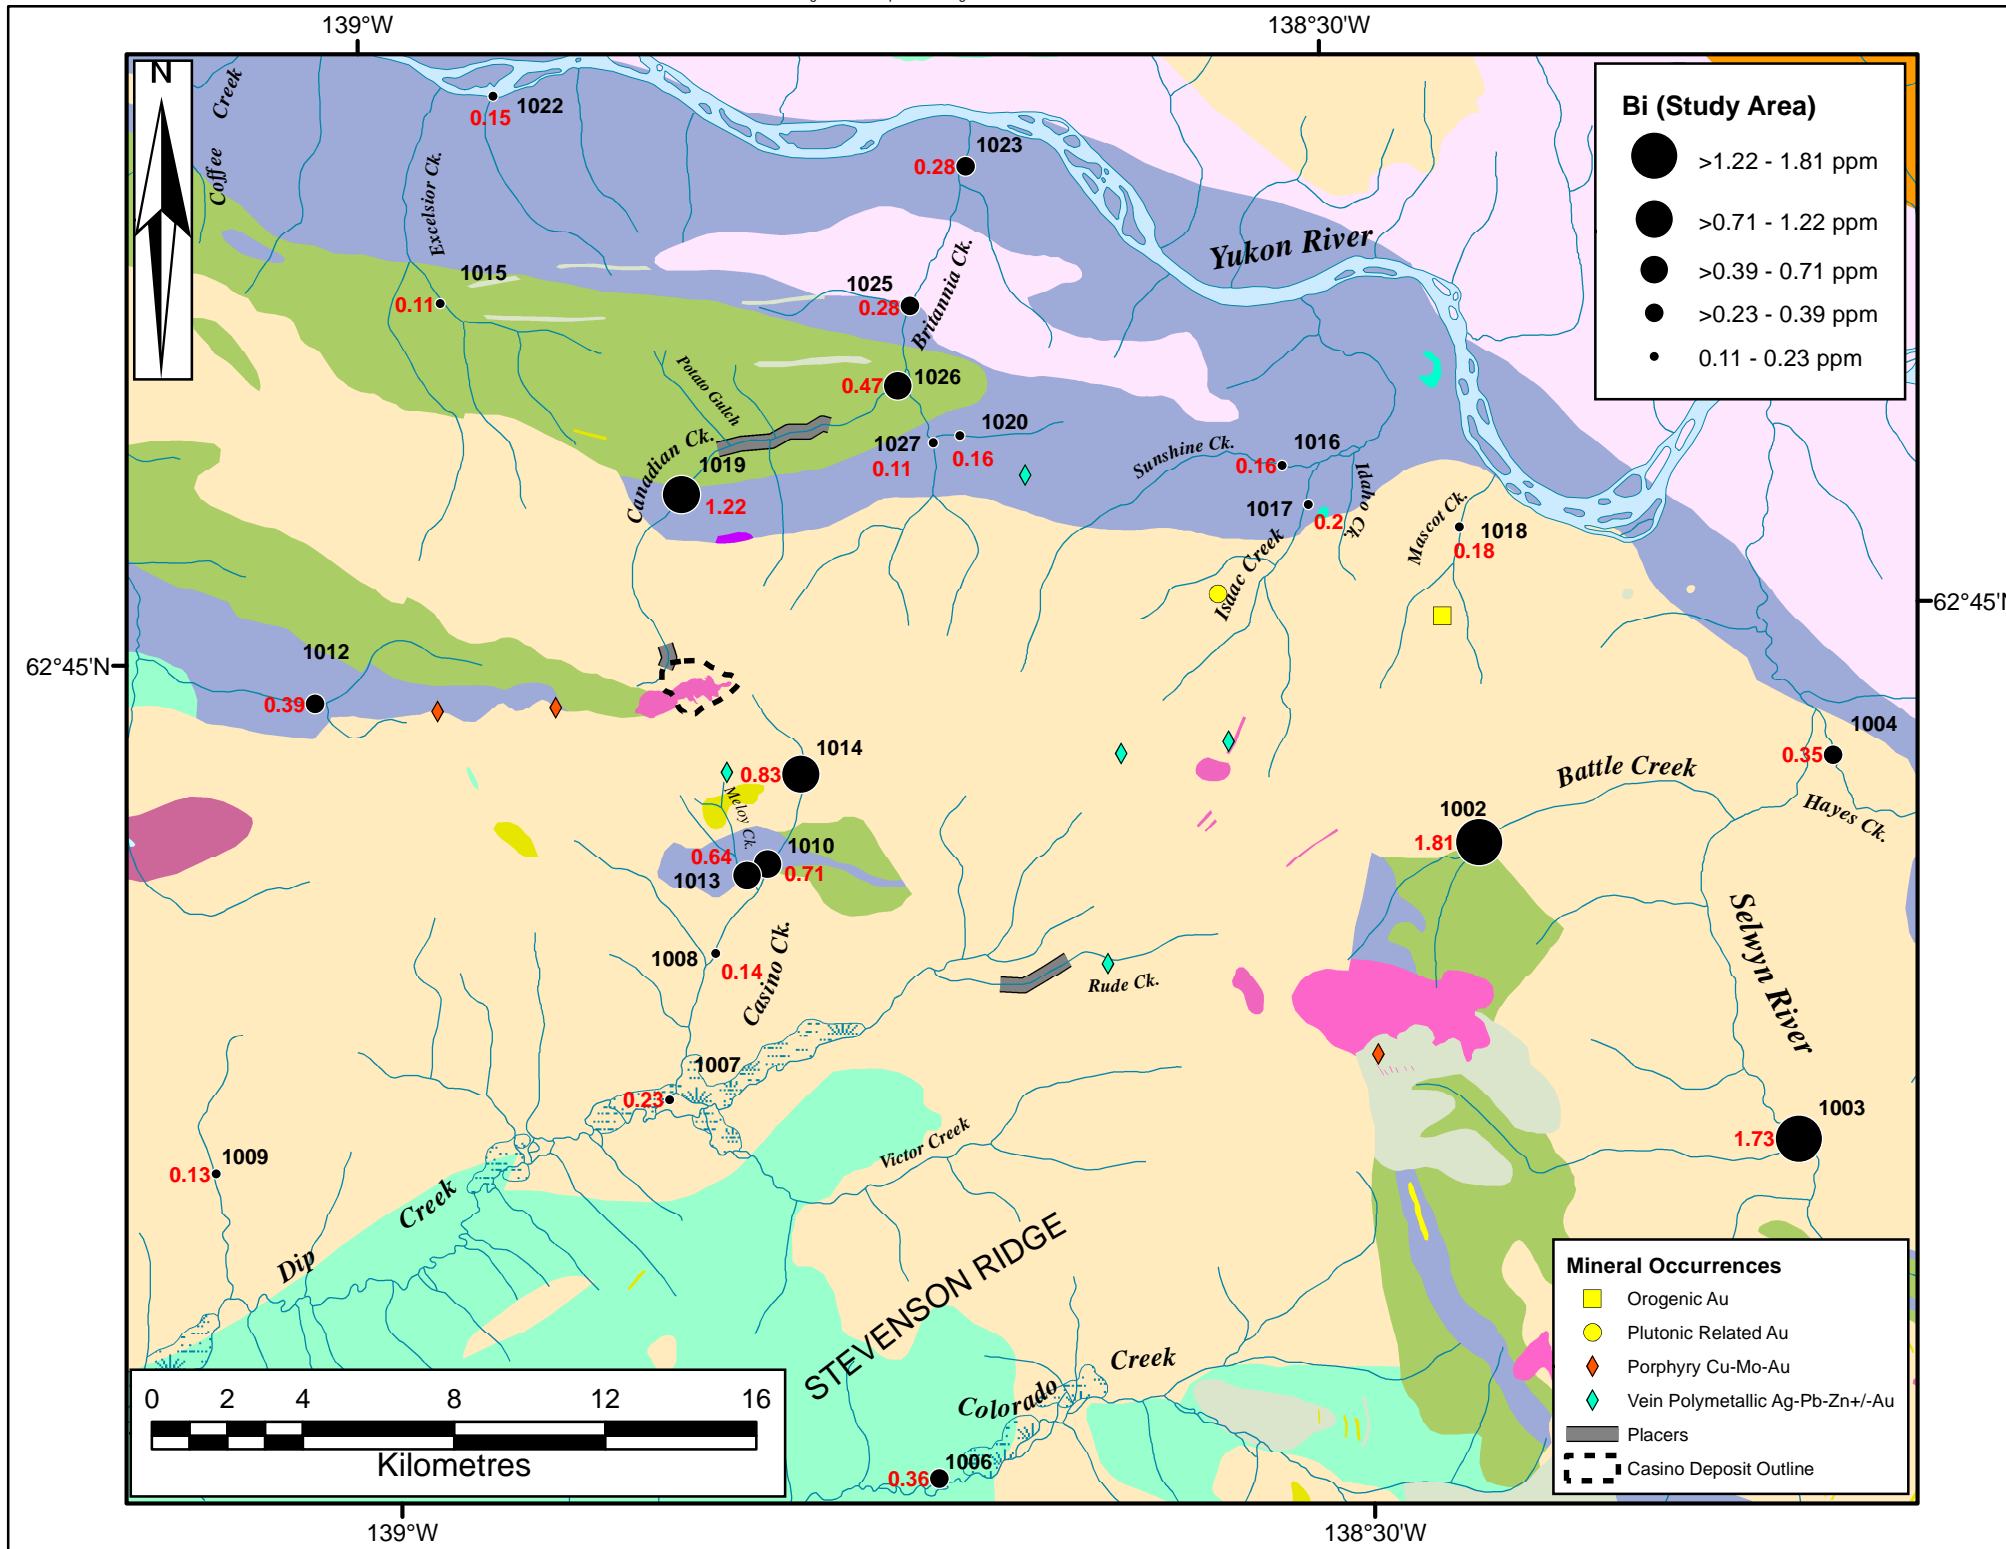 139°W
138°30'W
N
Coffee Creek
Excelsior Ck.
0.15
1022
1023
0.28
Bi (Study Area)
>1.22 - 1.81 ppm
>0.71 - 1.22 ppm
>0.39 - 0.71 ppm
>0.23 - 0.39 ppm
0.11 - 0.23 ppm
Yukon River
1015
0.11
1025
0.28
Britannia Ck.
Potato Gulch
0.47
1026
Canadian Ck.
1019
1.22
1027
0.11
1020
0.16
Sunshine Ck.
1016
0.16
1017
0.2
Idaho Ck.
Isaac Creek
Mascot Ck.
1018
0.18
62°45'N
62°45'N
1012
0.39
1014
0.83
Meloy Ck.
0.64
1010
1013
0.71
1004
0.35
Battle Creek
Hayes Ck.
1002
1.81
Selwyn River
1008
0.14
Casino Ck.
Rude Ck.
1007
0.23
1009
0.13
1003
1.73
Victor Creek
Dip Creek
STEVENSON RIDGE
Colorado Creek
1006
0.36
0 2 4 8 12 16
Kilometres
Mineral Occurrences
Orogenic Au
Plutonic Related Au
Porphyry Cu-Mo-Au
Vein Polymetallic Ag-Pb-Zn+/-Au
Placers
Casino Deposit Outline
139°W
138°30'W